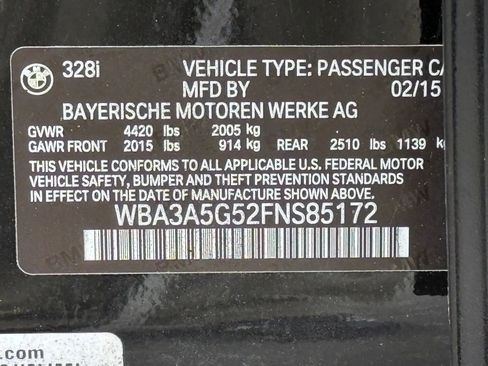 BMW
328i VEHICLE TYPE: PASSENGER CA
MFD BY 02/15
BAYERISCHE MOTOREN WERKE AG
GVWR 4420 lbs 2005 kg
GAWR FRONT 2015 lbs 914 kg REAR 2510 lbs 1139 kg
THIS VEHICLE CONFORMS TO ALL APPLICABLE U.S. FEDERAL MOTOR
VEHICLE SAFETY, BUMPER AND THEFT PREVENTION STANDARDS
IN EFFECT ON THE DATE OF MANUFACTURE SHOWN ABOVE.
WBA3A5G52FNS85172
s.com